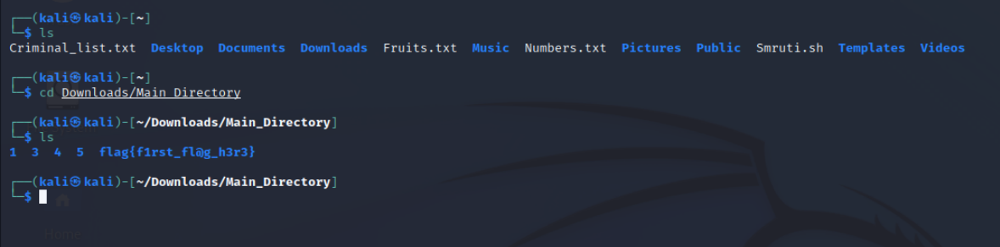 ┌──(kali㉿kali)-[~]
└─$ ls
Criminal_list.txt Desktop Documents Downloads Fruits.txt Music Numbers.txt Pictures Public Smruti.sh Templates Videos
┌──(kali㉿kali)-[~]
└─$ cd Downloads/Main_Directory
┌──(kali㉿kali)-[~/Downloads/Main_Directory]
└─$ ls
1 3 4 5 flag{f1rst_fl@g_h3r3}
┌──(kali㉿kali)-[~/Downloads/Main_Directory]
└─$
Home